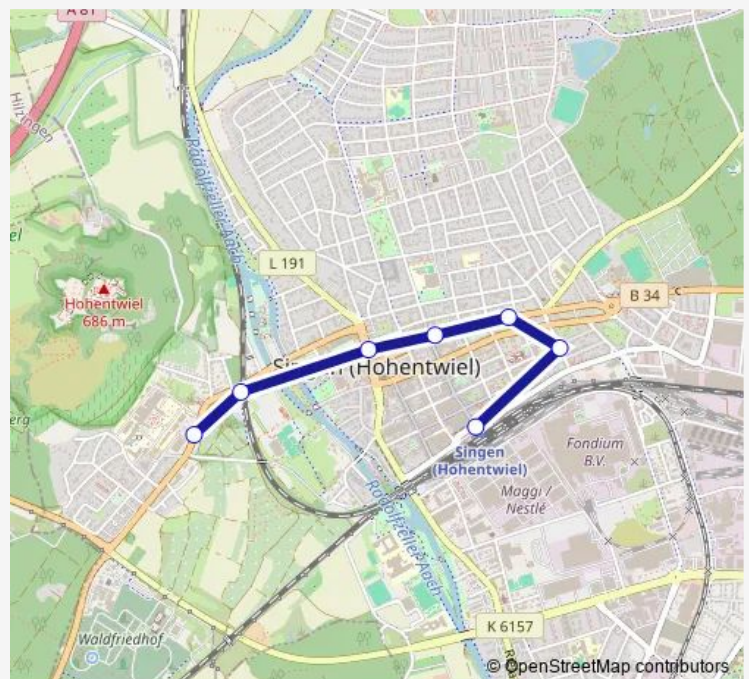 A 81
Hilzingen
Radolfzeller Aach
L 191
Hohentwiel
686 m
B 34
Singen (Hohentwiel)
Singen
(Hohentwiel)
Fondium
B.V.
Maggi /
Nestlé
Radolfzeller Aach
Waldfriedhof
K 6157
© OpenStreetMap contributors